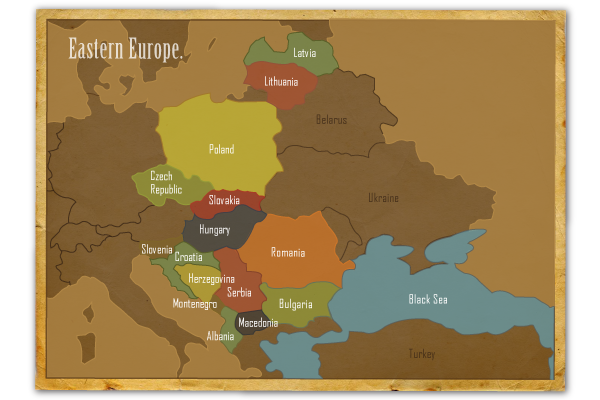 Eastern Europe.
Latvia
Lithuania
Belarus
Poland
Czech
Republic
Ukraine
Slovakia
Hungary
Slovenia
Croatia
Romania
Herzegovina
Serbia
Montenegro
Bulgaria
Black Sea
Macedonia
Albania
Turkey